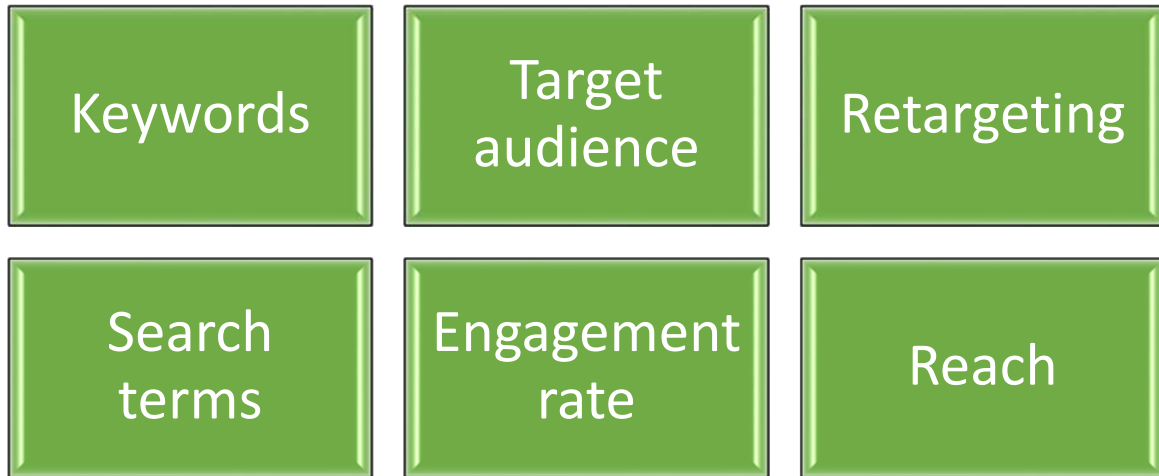 Keywords
Target
audience
Retargeting
Search
terms
Engagement
rate
Reach